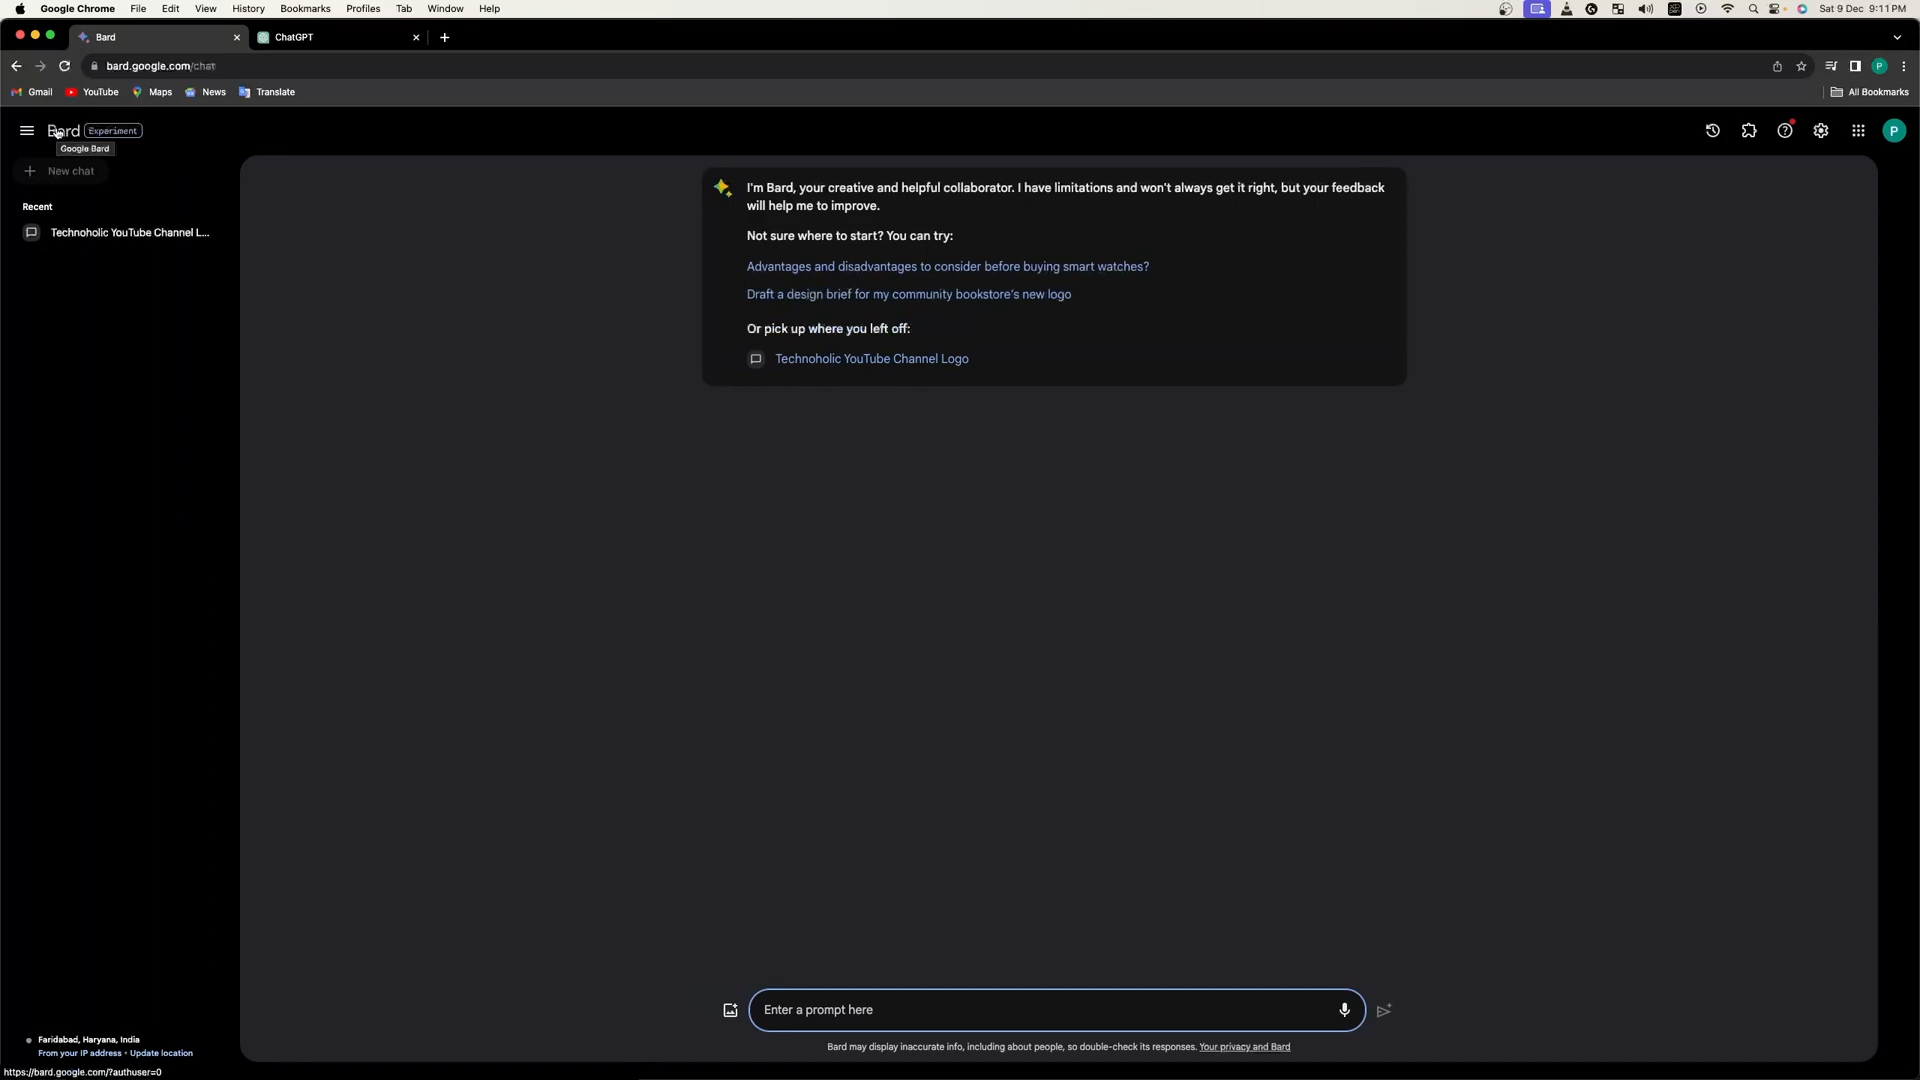 Google Chrome File Edit View History Bookmarks Profiles Tab Window Help Sat 9 Dec 9:11 PM
Bard ChatGPT
bard.google.com/chat P
Gmail YouTube Maps News Translate All Bookmarks
Bard Experiment P
Google Bard
New chat
Recent
Technoholic YouTube Channel L...
I'm Bard, your creative and helpful collaborator. I have limitations and won't always get it right, but your feedback
will help me to improve.
Not sure where to start? You can try:
Advantages and disadvantages to consider before buying smart watches?
Draft a design brief for my community bookstore's new logo
Or pick up where you left off:
Technoholic YouTube Channel Logo
Enter a prompt here
Bard may display inaccurate info, including about people, so double-check its responses. Your privacy and Bard
Faridabad, Haryana, India
From your IP address • Update location
https://bard.google.com/?authuser=0